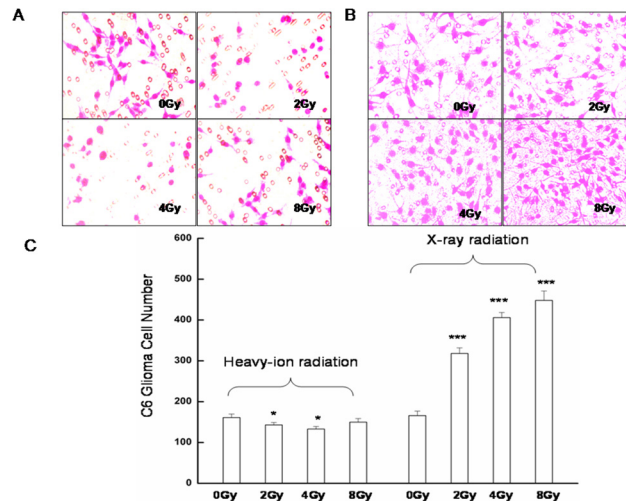 A
B
0Gy
2Gy
0Gy
2Gy
4Gy
8Gy
4Gy
8Gy
C
600
500
400
300
200
100
0
C6 Glioma Cell Number
Heavy-ion radiation
X-ray radiation
*
*
***
***
***
0Gy 2Gy 4Gy 8Gy 0Gy 2Gy 4Gy 8Gy